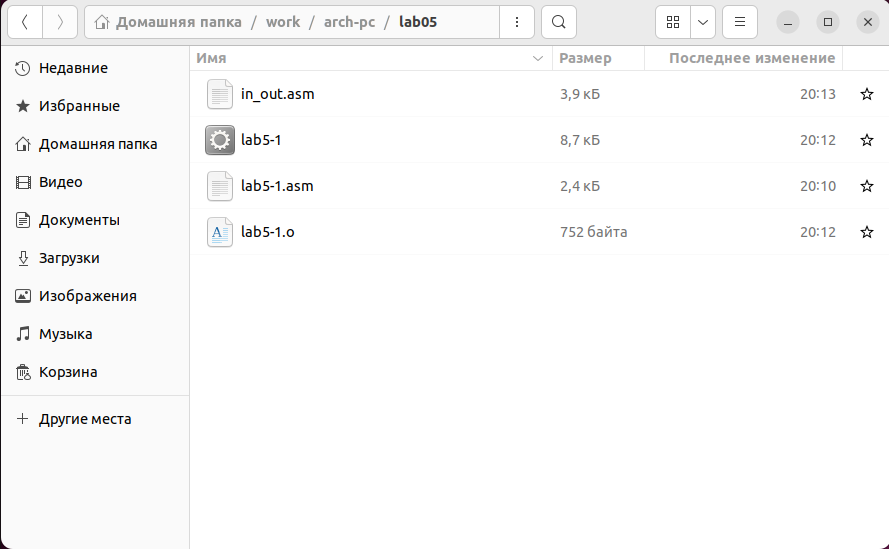 Домашняя папка / work / arch-pc / lab05
Имя Размер Последнее изменение
Недавние
Избранные
Домашняя папка
Видео
Документы
Загрузки
Изображения
Музыка
Корзина
Другие места
in_out.asm 3,9 кБ 20:13
lab5-1 8,7 кБ 20:12
lab5-1.asm 2,4 кБ 20:10
lab5-1.o 752 байта 20:12